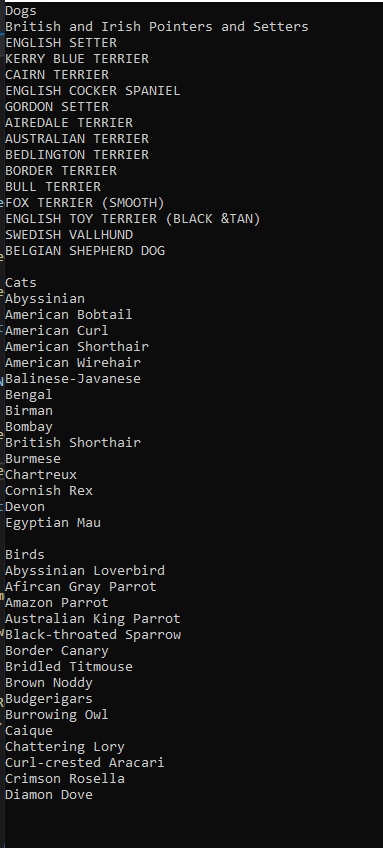 Dogs
British and Irish Pointers and Setters
ENGLISH SETTER
KERRY BLUE TERRIER
CAIRN TERRIER
ENGLISH COCKER SPANIEL
GORDON SETTER
AIREDALE TERRIER
AUSTRALIAN TERRIER
BEDLINGTON TERRIER
BORDER TERRIER
BULL TERRIER
FOX TERRIER (SMOOTH)
ENGLISH TOY TERRIER (BLACK &TAN)
SWEDISH VALLHUND
BELGIAN SHEPHERD DOG

Cats
Abyssinian
American Bobtail
American Curl
American Shorthair
American Wirehair
Balinese-Javanese
Bengal
Birman
Bombay
British Shorthair
Burmese
Chartreux
Cornish Rex
Devon
Egyptian Mau

Birds
Abyssinian Loverbird
Afircan Gray Parrot
Amazon Parrot
Australian King Parrot
Black-throated Sparrow
Border Canary
Bridled Titmouse
Brown Noddy
Budgerigars
Burrowing Owl
Caique
Chattering Lory
Curl-crested Aracari
Crimson Rosella
Diamon Dove